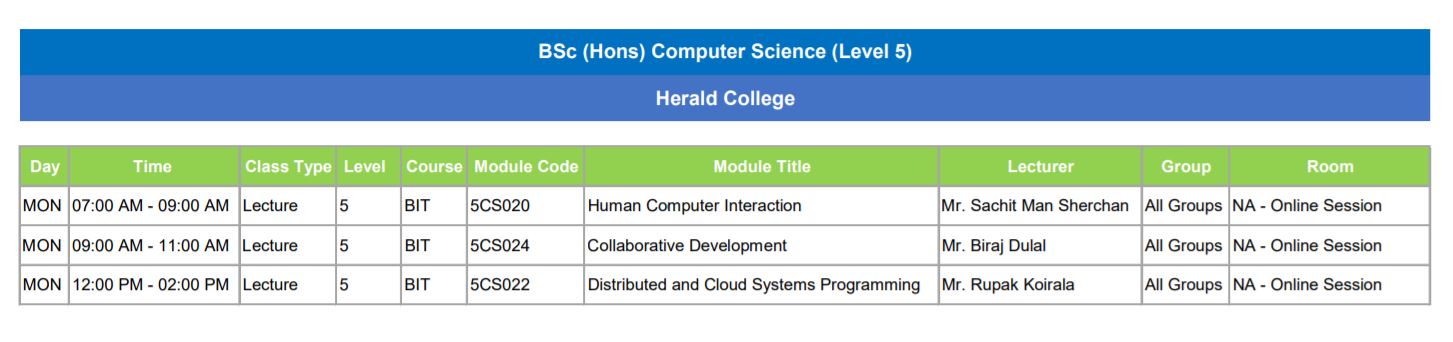 BSc (Hons) Computer Science (Level 5)
Herald College
Day Time Class Type Level Course Module Code Module Title Lecturer Group Room
MON 07:00 AM - 09:00 AM Lecture 5 BIT 5CS020 Human Computer Interaction Mr. Sachit Man Sherchan All Groups NA - Online Session
MON 09:00 AM - 11:00 AM Lecture 5 BIT 5CS024 Collaborative Development Mr. Biraj Dulal All Groups NA - Online Session
MON 12:00 PM - 02:00 PM Lecture 5 BIT 5CS022 Distributed and Cloud Systems Programming Mr. Rupak Koirala All Groups NA - Online Session